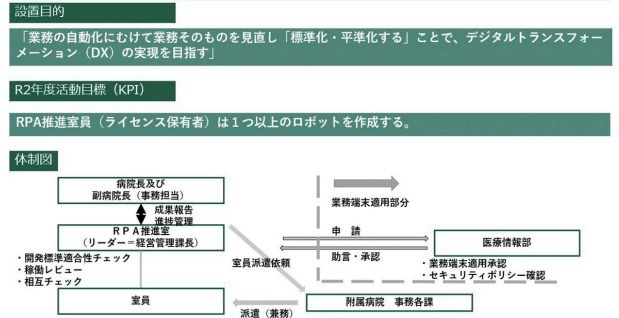 設置目的
「業務の自動化にむけて業務そのものを見直し「標準化・平準化する」ことで、デジタルトランスフォー
メーション（DX）の実現を目指す」
R2年度活動目標（KPI）
RPA推進室員（ライセンス保有者）は１つ以上のロボットを作成する。
体制図
病院長及び
副病院長（事務担当）
成果報告
進捗管理
ＲＰＡ推進室
（リーダー＝経営管理課長）
・開発標準適合性チェック
・稼働レビュー
・相互チェック
室員
業務端末適用部分
申　請
助言・承認
医療情報部
・業務端末適用承認
・セキュリティポリシー確認
室員派遣依頼
附属病院　事務各課
派遣（兼務）